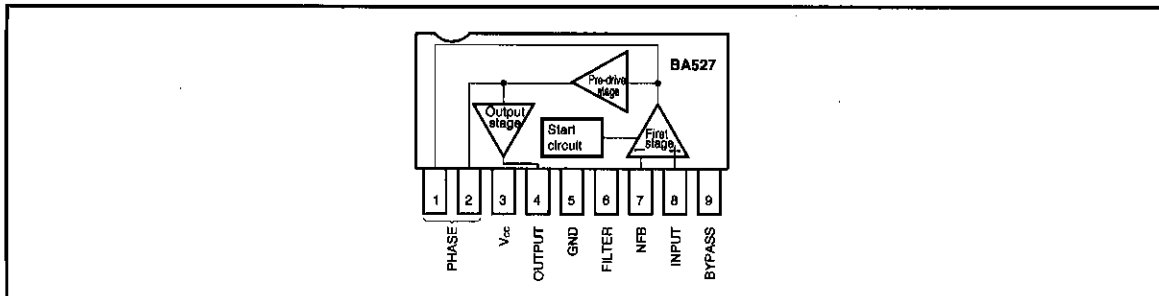 BA527
Pre-drive
stage
Output
stage
Start
circuit
First
stage
− +
1 2 3 4 5 6 7 8 9
PHASE
Vcc
OUTPUT
GND
FILTER
NFB
INPUT
BYPASS